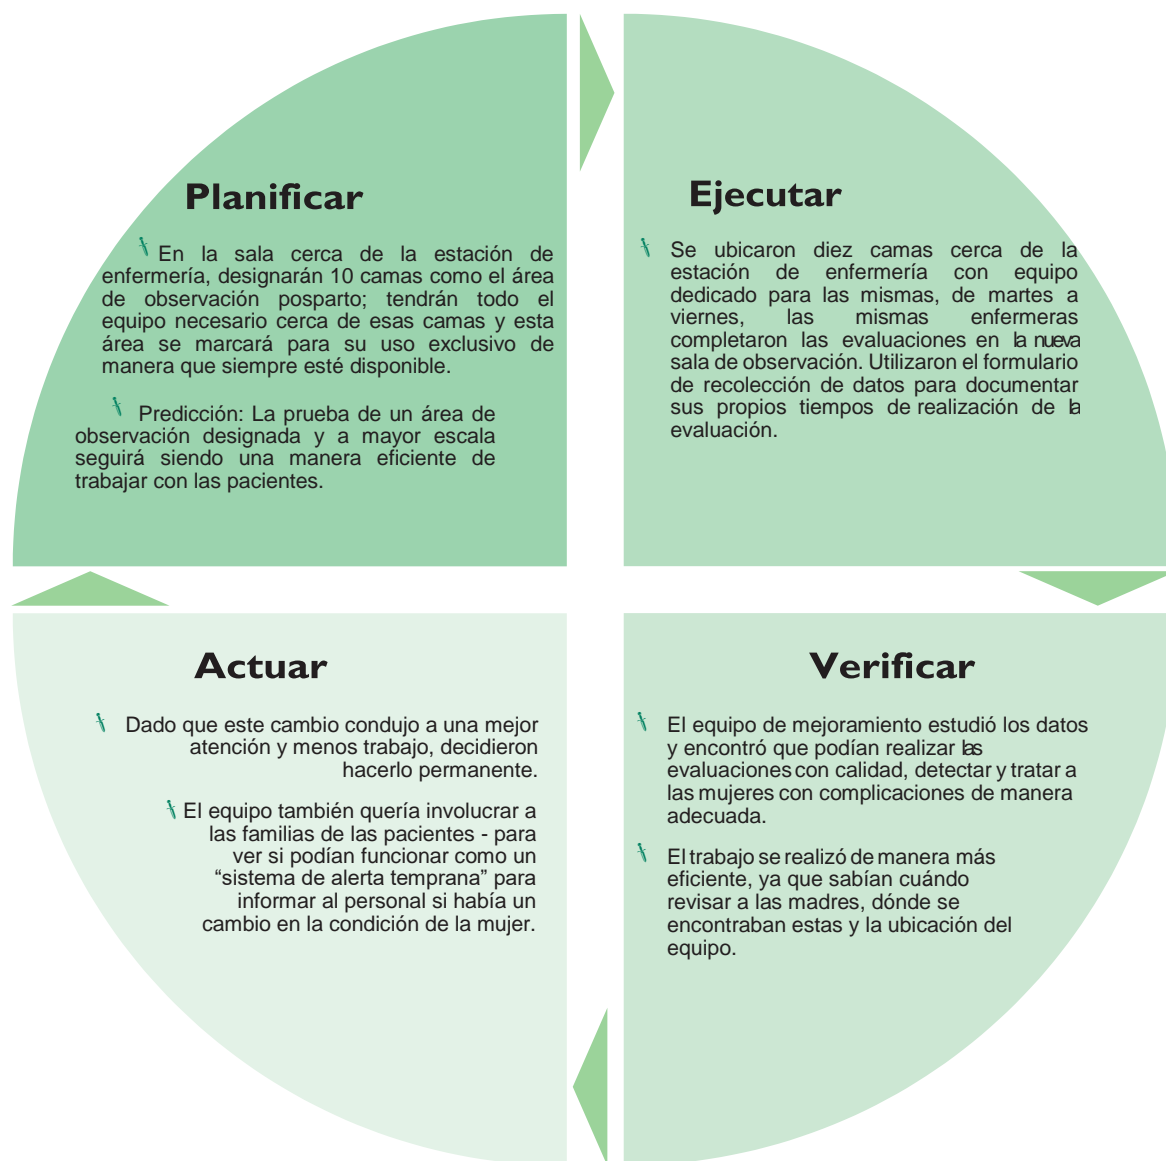 Planificar
En la sala cerca de la estación de
enfermería, designarán 10 camas como el área
de observación posparto; tendrán todo el
equipo necesario cerca de esas camas y esta
área se marcará para su uso exclusivo de
manera que siempre esté disponible.
Predicción: La prueba de un área de
observación designada y a mayor escala
seguirá siendo una manera eficiente de
trabajar con las pacientes.
Ejecutar
Se ubicaron diez camas cerca de la
estación de enfermería con equipo
dedicado para las mismas, de martes a
viernes, las mismas enfermeras
completaron las evaluaciones en la nueva
sala de observación. Utilizaron el formulario
de recolección de datos para documentar
sus propios tiempos de realización de la
evaluación.
Actuar
Dado que este cambio condujo a una mejor
atención y menos trabajo, decidieron
hacerlo permanente.
El equipo también quería involucrar a
las familias de las pacientes - para
ver si podían funcionar como un
“sistema de alerta temprana” para
informar al personal si había un
cambio en la condición de la mujer.
Verificar
El equipo de mejoramiento estudió los datos
y encontró que podían realizar las
evaluaciones con calidad, detectar y tratar a
las mujeres con complicaciones de manera
adecuada.
El trabajo se realizó de manera más
eficiente, ya que sabían cuándo
revisar a las madres, dónde se
encontraban estas y la ubicación del
equipo.